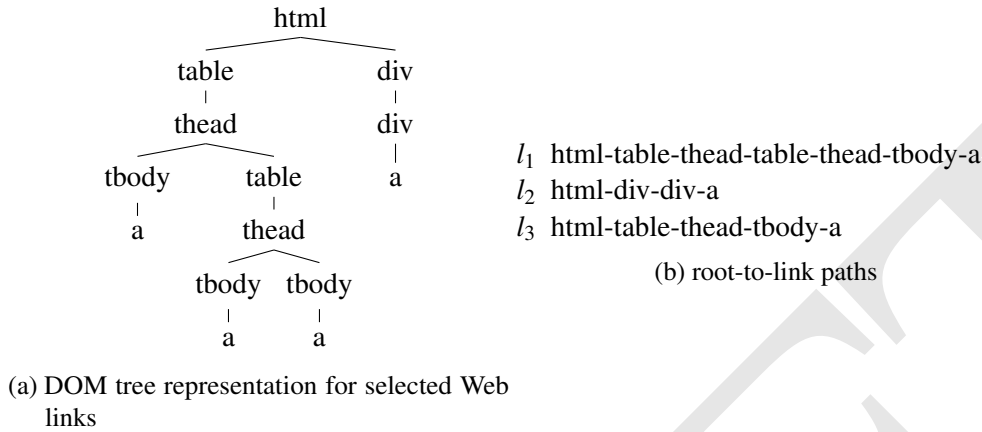 html
table div
thead div
tbody table a
a thead
tbody tbody
a a
(a) DOM tree representation for selected Web
links
l₁ html-table-thead-table-thead-tbody-a
l₂ html-div-div-a
l₃ html-table-thead-tbody-a
(b) root-to-link paths